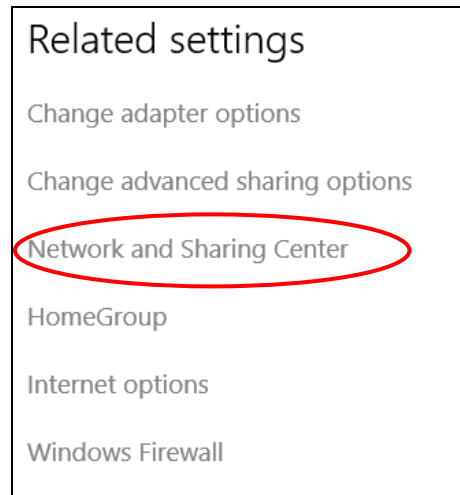 Related settings
Change adapter options
Change advanced sharing options
Network and Sharing Center
HomeGroup
Internet options
Windows Firewall